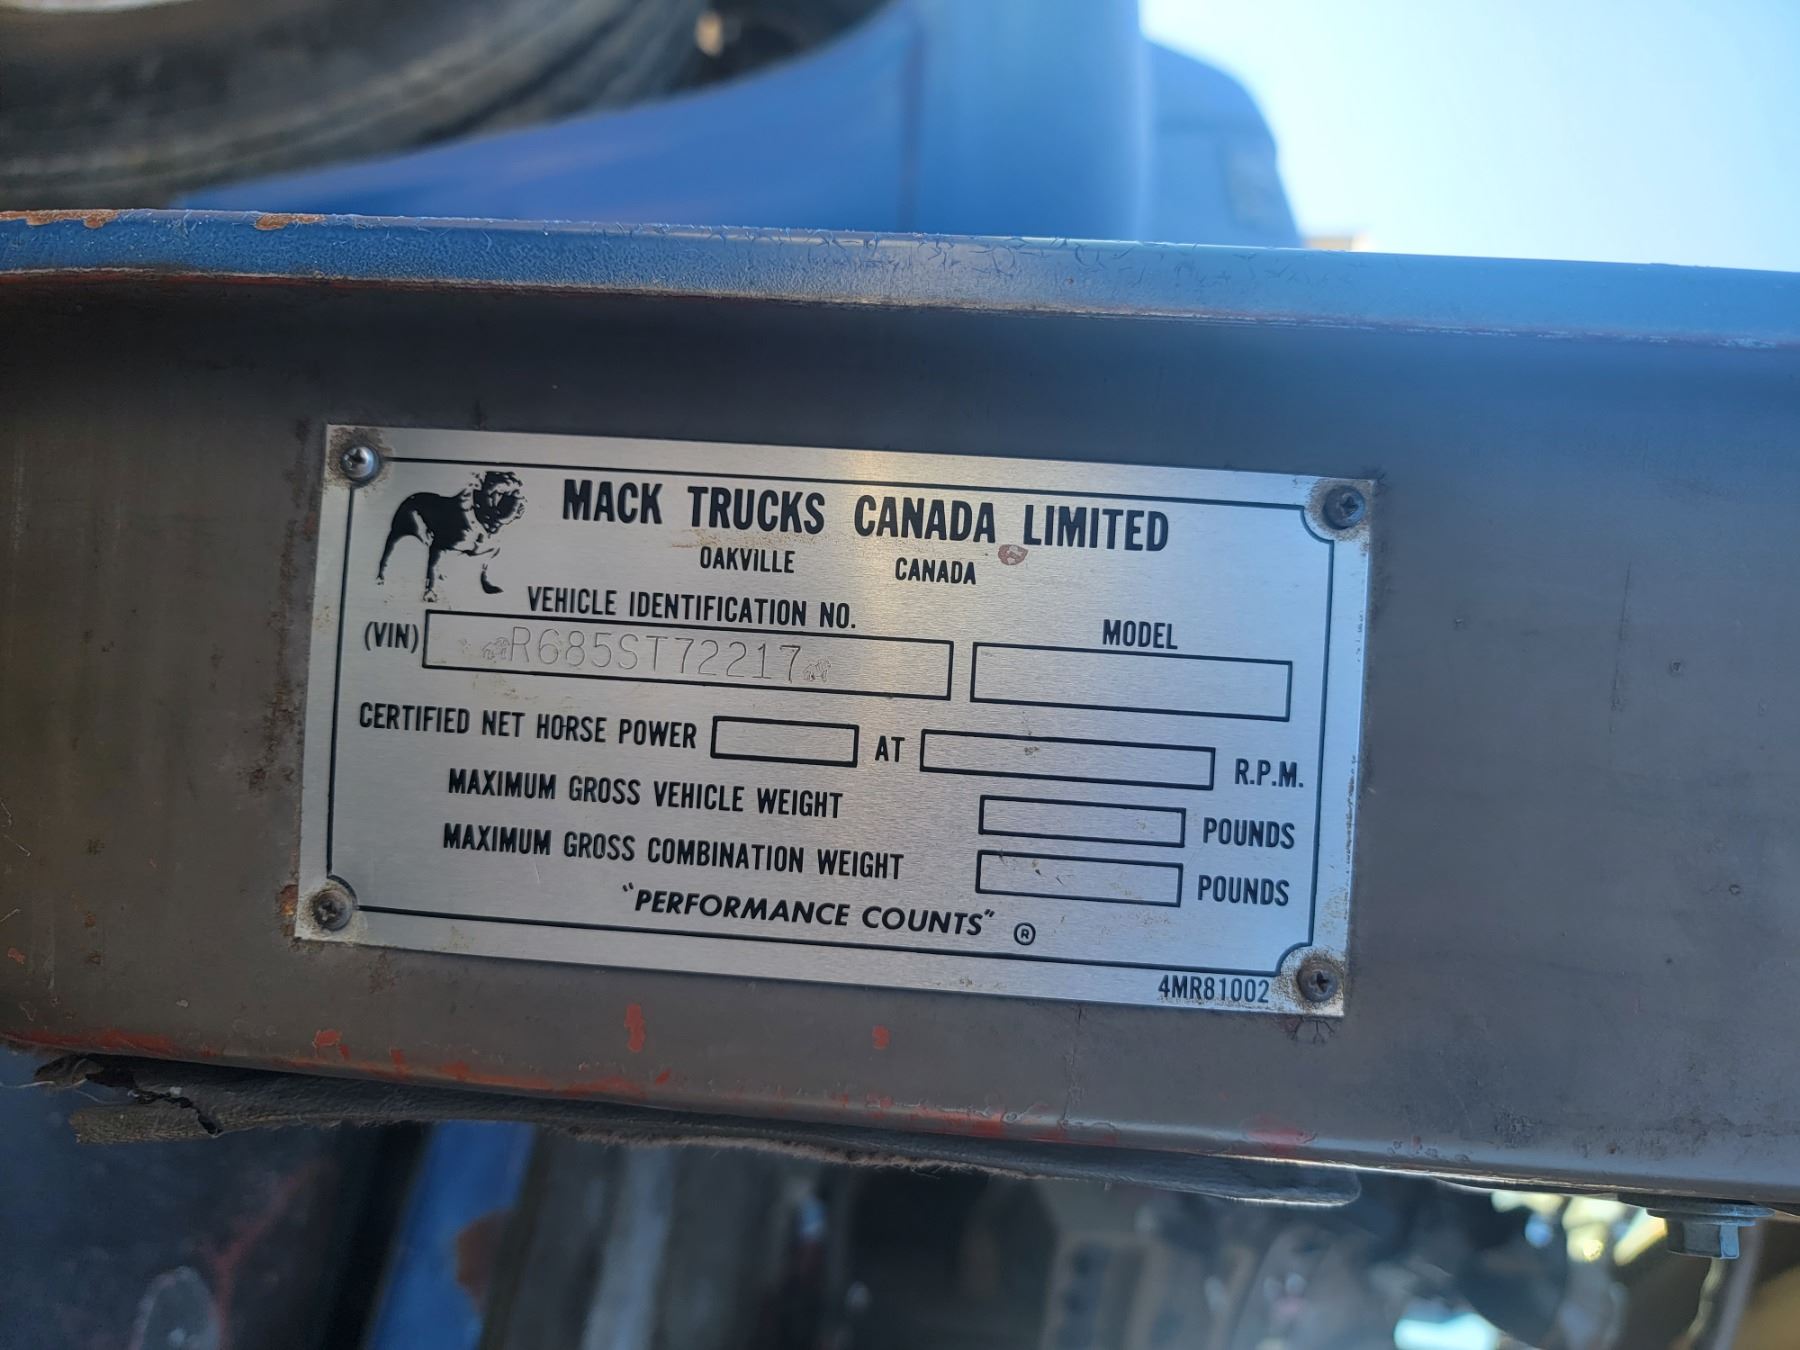 MACK TRUCKS CANADA LIMITED
OAKVILLE CANADA
VEHICLE IDENTIFICATION NO. MODEL
(VIN) R685ST72217
CERTIFIED NET HORSE POWER AT R.P.M.
MAXIMUM GROSS VEHICLE WEIGHT POUNDS
MAXIMUM GROSS COMBINATION WEIGHT POUNDS
"PERFORMANCE COUNTS" ®
4MR81002